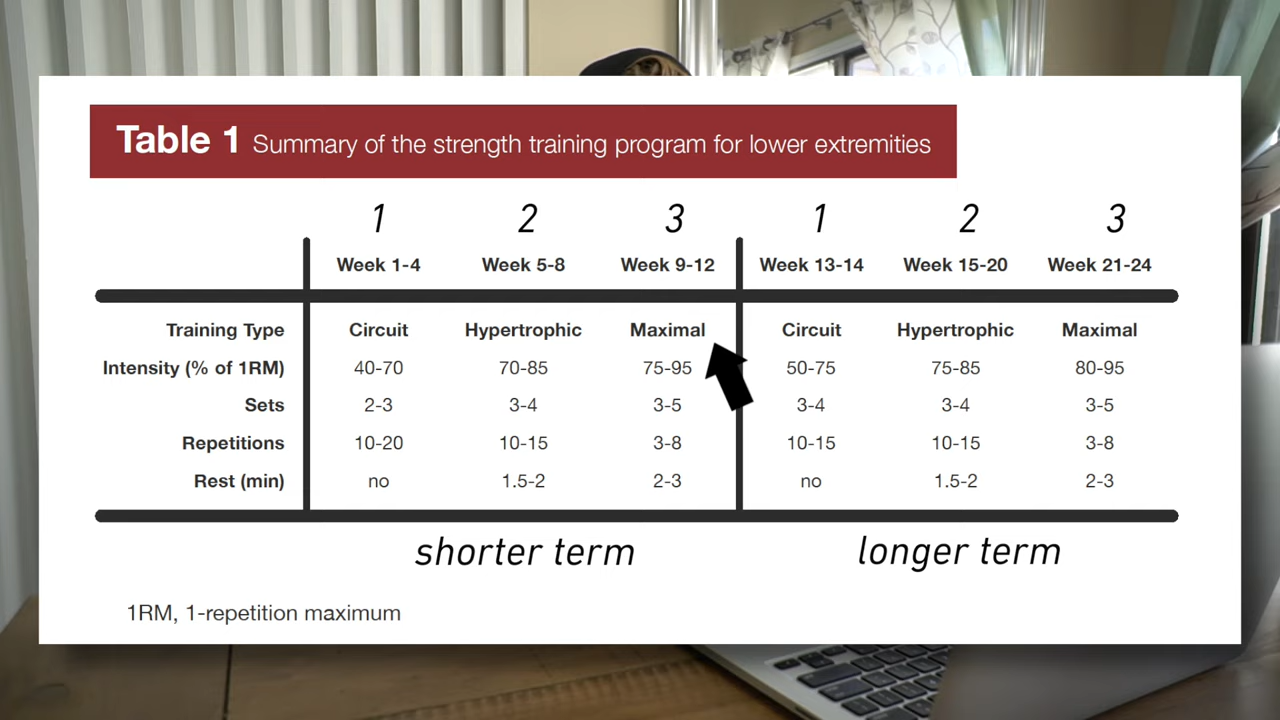 Table 1 Summary of the strength training program for lower extremities
1 2 3 1 2 3
Week 1-4 Week 5-8 Week 9-12 Week 13-14 Week 15-20 Week 21-24
Training Type Circuit Hypertrophic Maximal Circuit Hypertrophic Maximal
Intensity (% of 1RM) 40-70 70-85 75-95 50-75 75-85 80-95
Sets 2-3 3-4 3-5 3-4 3-4 3-5
Repetitions 10-20 10-15 3-8 10-15 10-15 3-8
Rest (min) no 1.5-2 2-3 no 1.5-2 2-3
shorter term longer term
1RM, 1-repetition maximum